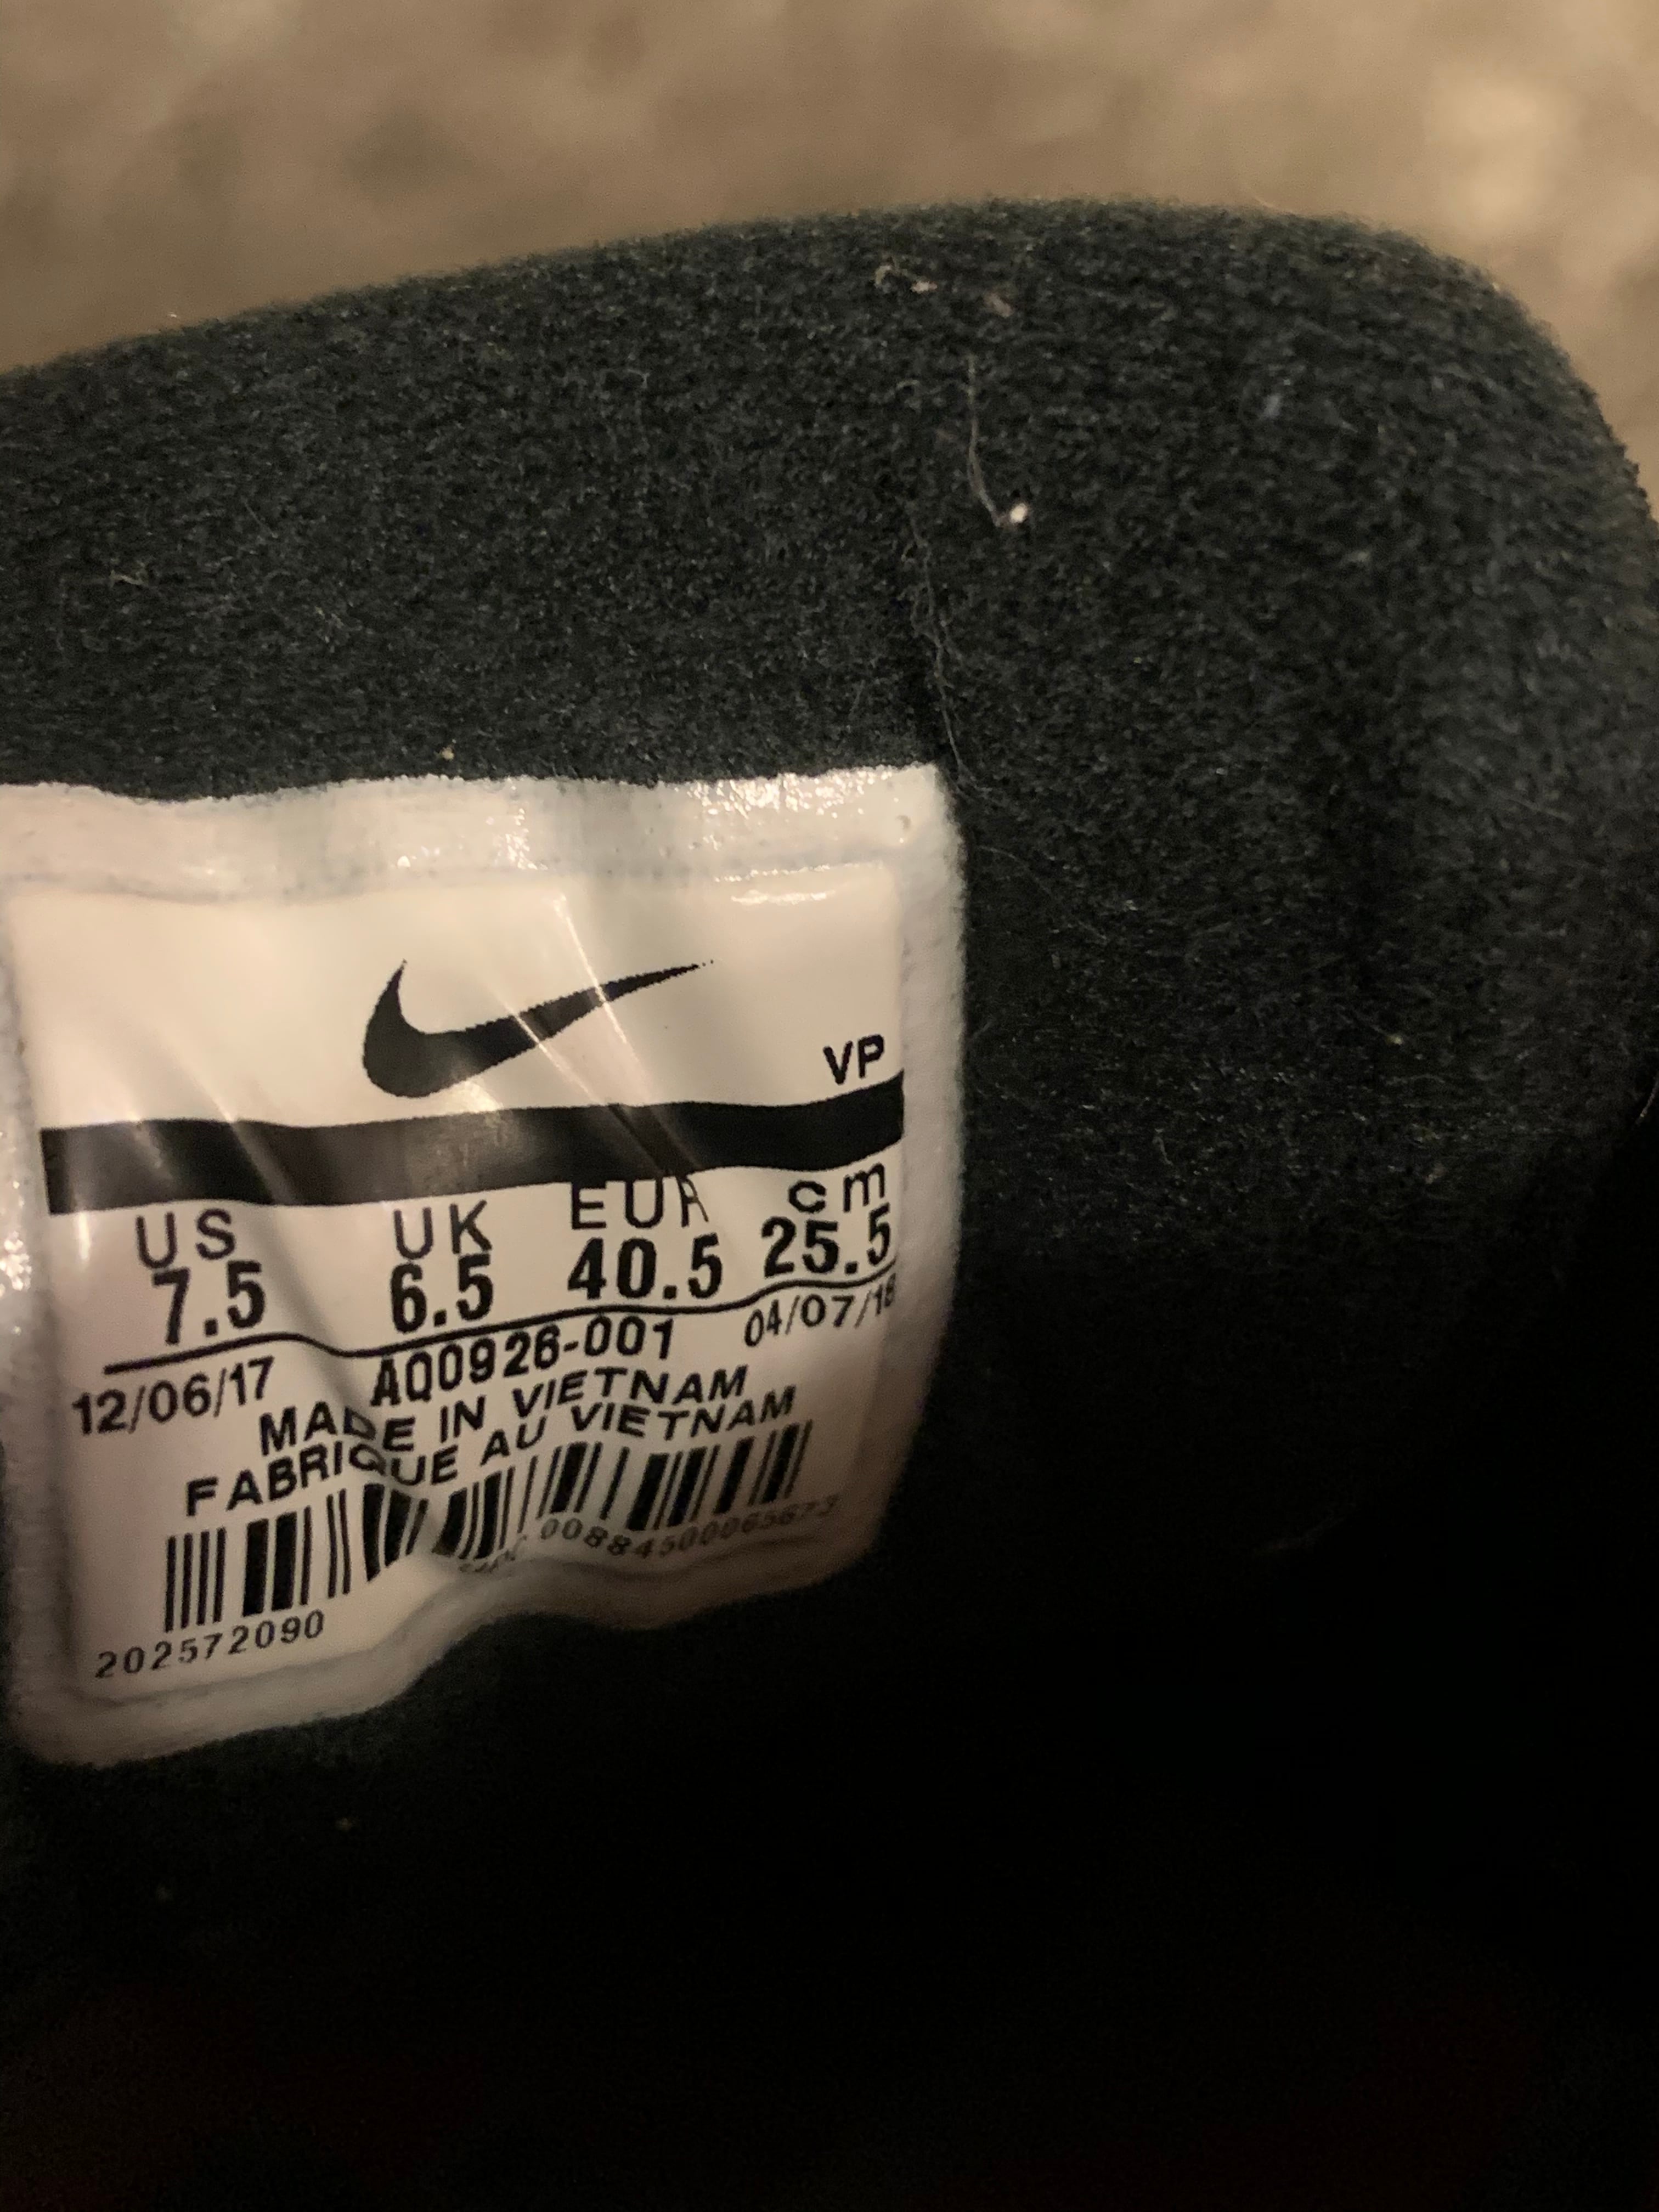 VP
US UK EUR cm
7.5 6.5 40.5 25.5
12/06/17 AQ0926-001 04/07/18
MADE IN VIETNAM
FABRIQUE AU VIETNAM
202572090 00884500065673